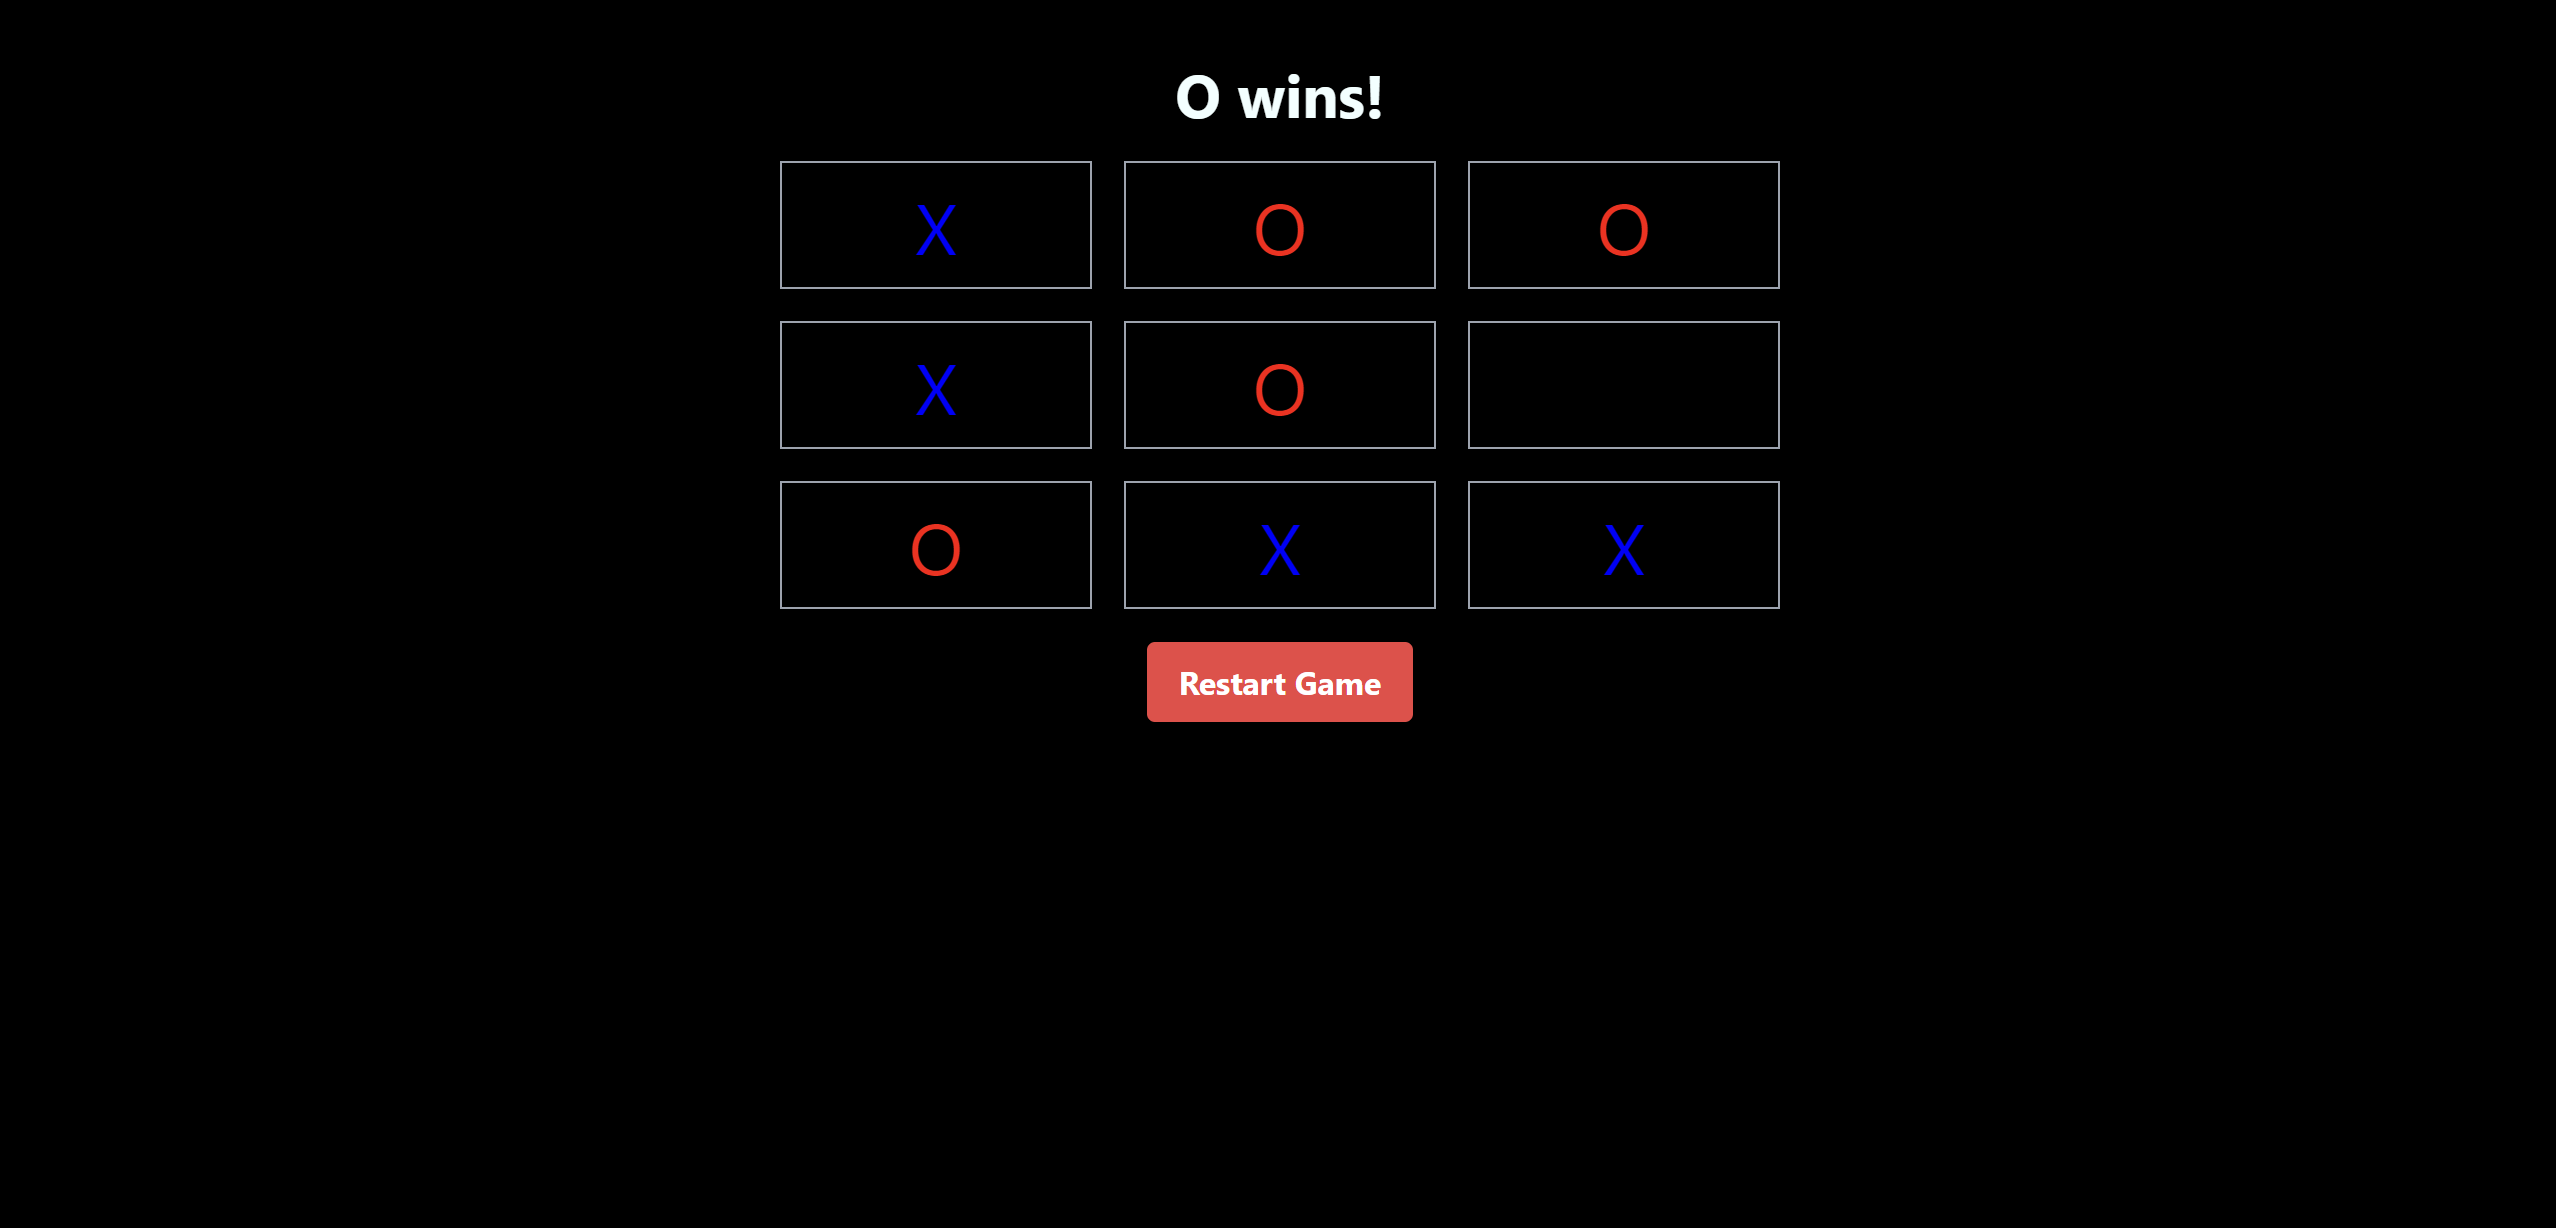 O wins!
X O O
X O
O X X
Restart Game